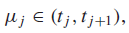 μ_j ∈ (t_j, t_{j+1}),